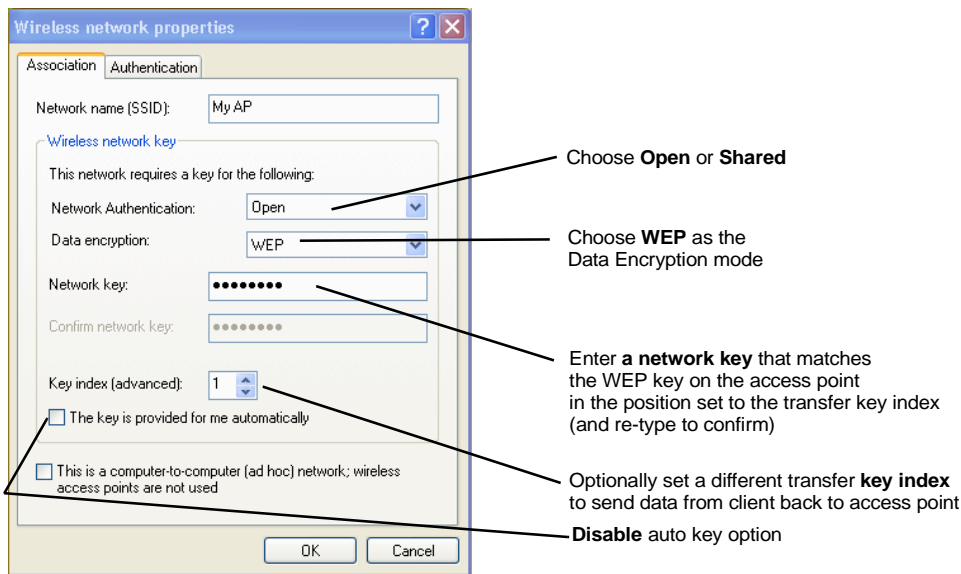 Wireless network properties
Association
Authentication
Network name (SSID):
My AP
Wireless network key
This network requires a key for the following:
Network Authentication:
Open
Data encryption:
WEP
Network key:
••••••••
Confirm network key:
••••••••
Key index (advanced):
1
The key is provided for me automatically
This is a computer-to-computer (ad hoc) network; wireless
access points are not used
OK
Cancel
Choose Open or Shared
Choose WEP as the
Data Encryption mode
Enter a network key that matches
the WEP key on the access point
in the position set to the transfer key index
(and re-type to confirm)
Optionally set a different transfer key index
to send data from client back to access point
Disable auto key option